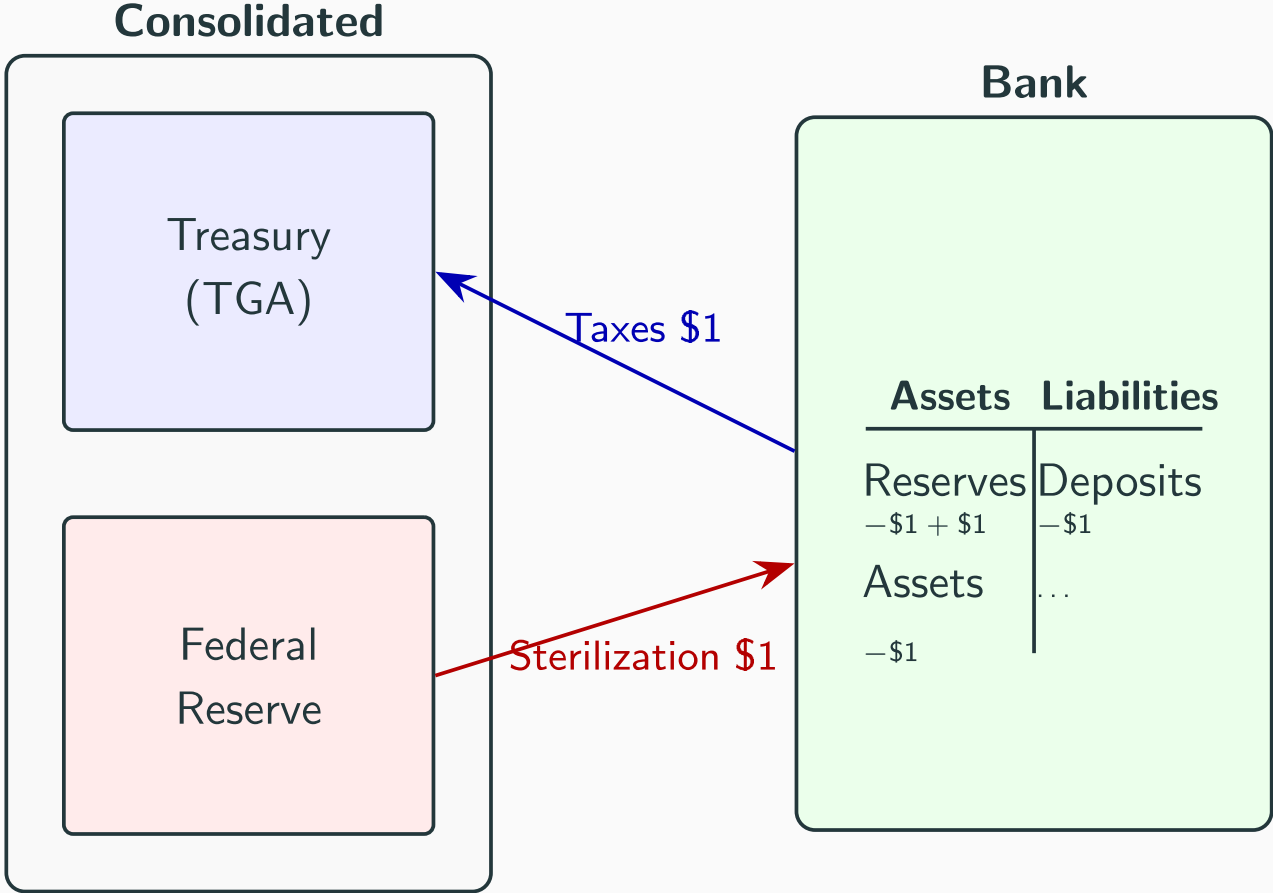 Consolidated
Treasury
(TGA)
Federal
Reserve
Taxes $1
Sterilization $1
Bank
Assets Liabilities
Reserves Deposits
−$1 + $1 −$1
Assets ...
−$1